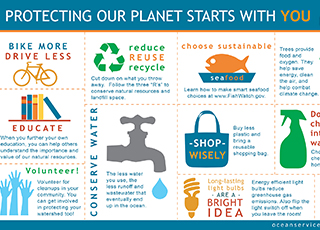 PROTECTING OUR PLANET STARTS WITH YOU
BIKE MORE
DRIVE LESS
reduce
REUSE
recycle
Cut down on what you throw
away. Follow the three "R's" to
conserve natural resources and
landfill space.
choose sustainable
seafood
Learn how to make smart seafood
choices at www.FishWatch.gov.
Trees provide
food and
oxygen. They
help save
energy, clean
the air, and
help combat
climate change.
EDUCATE
When you further your own
education, you can help others
understand the importance and
value of our natural resources.
CONSERVE WATER
The less water
you use, the
less runoff and
wastewater that
eventually end
up in the ocean.
-SHOP-
WISELY
Buy less
plastic and
bring a
reusable
shopping bag.
Volunteer!
Volunteer for
cleanups in your
community. You
can get involved
in protecting your
watershed too!
Long-lasting
light bulbs
ARE A
BRIGHT
IDEA
Energy efficient light
bulbs reduce
greenhouse gas
emissions. Also flip
the light switch off
when you leave the room!
oceanservice